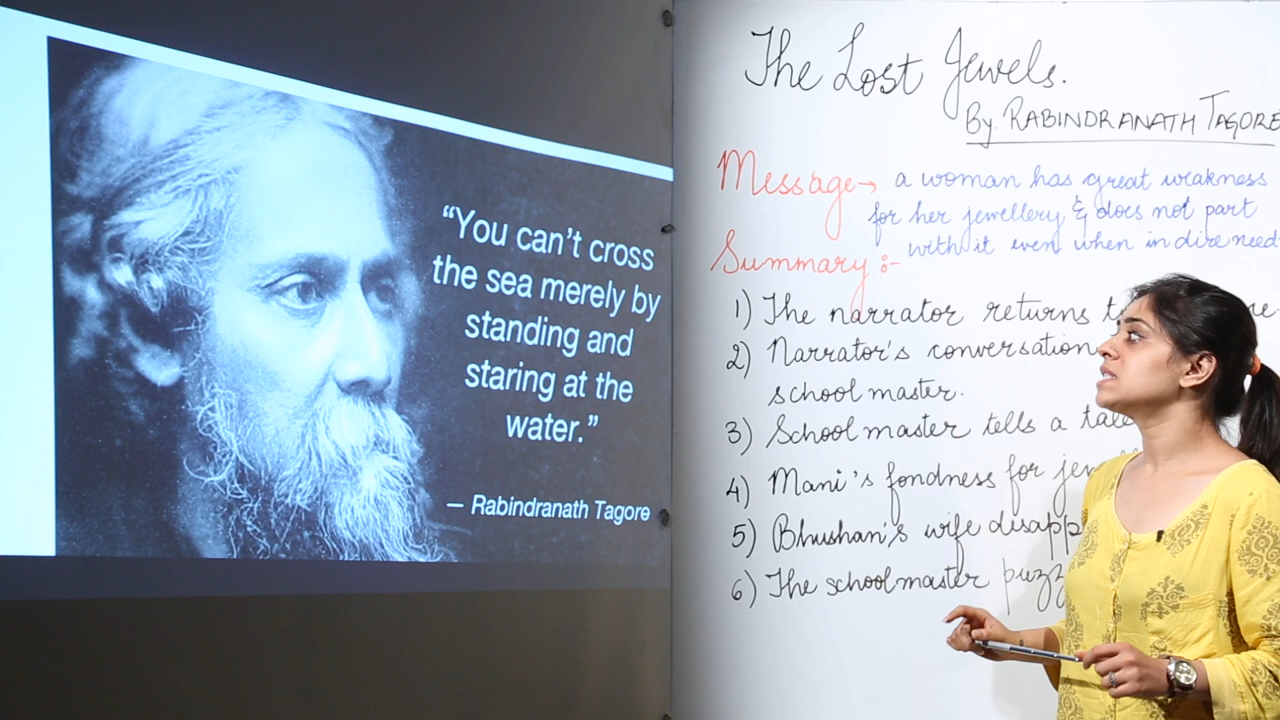 “You can’t cross
the sea merely by
standing and
staring at the
water.”
— Rabindranath Tagore
The Lost Jewels.
By. RABINDRANATH TAGORE
Message→ a woman has great weakness
for her jewellery & does not part
with it even when in dire need
Summary :-
1) The narrator returns
2) Narrator's conversation
school master.
3) School master tells a tale
4) Mani's fondness for
5) Bhushan's wife
6) The schoolmaster